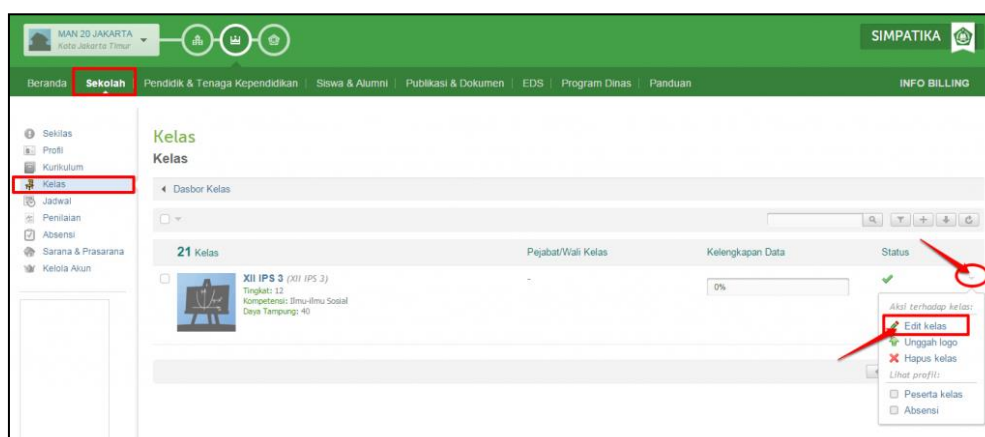 MAN 20 JAKARTA
Kota Jakarta Timur
SIMPATIKA
Beranda Sekolah Pendidik & Tenaga Kependidikan Siswa & Alumni Publikasi & Dokumen EDS Program Dinas Panduan INFO BILLING
Sekilas
Profil
Kurikulum
Kelas
Jadwal
Penilaian
Absensi
Sarana & Prasarana
Kelola Akun
Kelas
Kelas
Dasbor Kelas
21 Kelas Pejabat/Wali Kelas Kelengkapan Data Status
XII IPS 3 (XII IPS 3)
Tingkat: 12
Kompetensi: Ilmu-ilmu Sosial
Daya Tampung: 40
-
0%
Aksi terhadap kelas:
Edit kelas
Unggah logo
Hapus kelas
Lihat profil:
Peserta kelas
Absensi